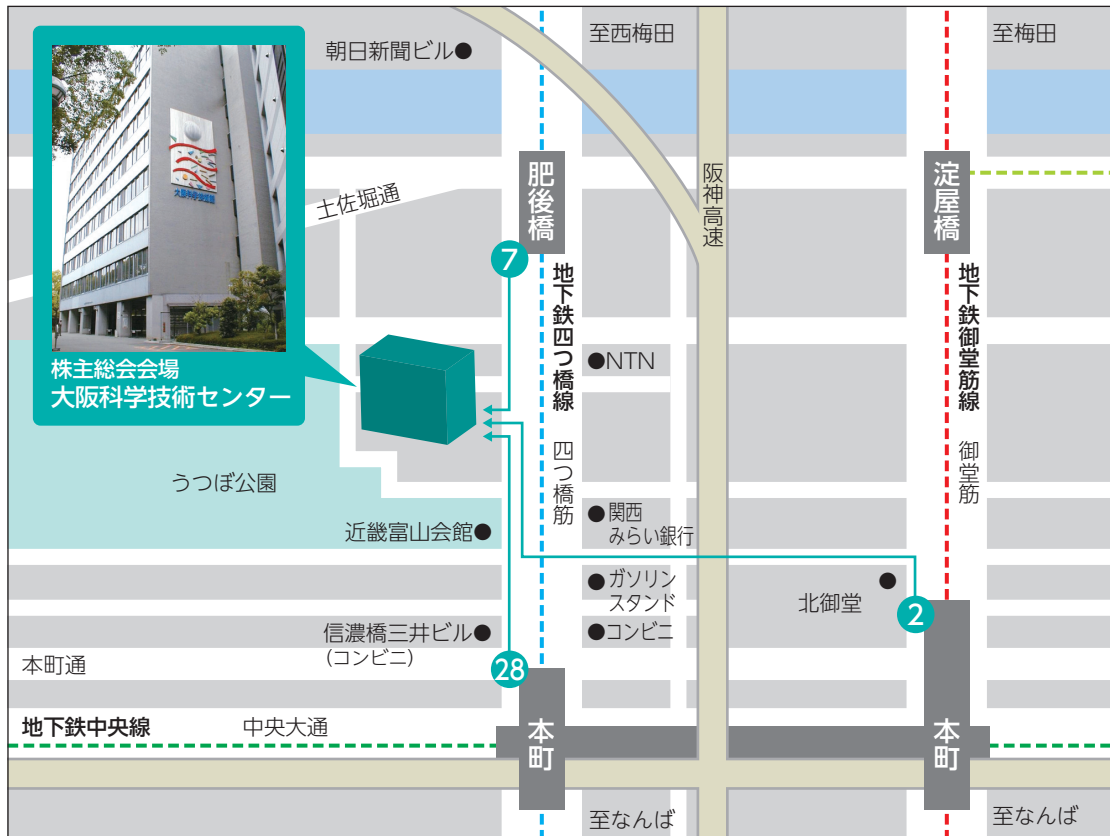 朝日新聞ビル
至西梅田
至梅田
大阪科学技術館
株主総会会場
大阪科学技術センター
土佐堀通
肥後橋
阪神高速
淀屋橋
7
地下鉄四つ橋線
四つ橋筋
NTN
地下鉄御堂筋線
御堂筋
うつぼ公園
近畿富山会館
関西
みらい銀行
ガソリン
スタンド
コンビニ
北御堂
2
信濃橋三井ビル
(コンビニ)
28
本町通
地下鉄中央線
中央大通
本町
本町
至なんば
至なんば